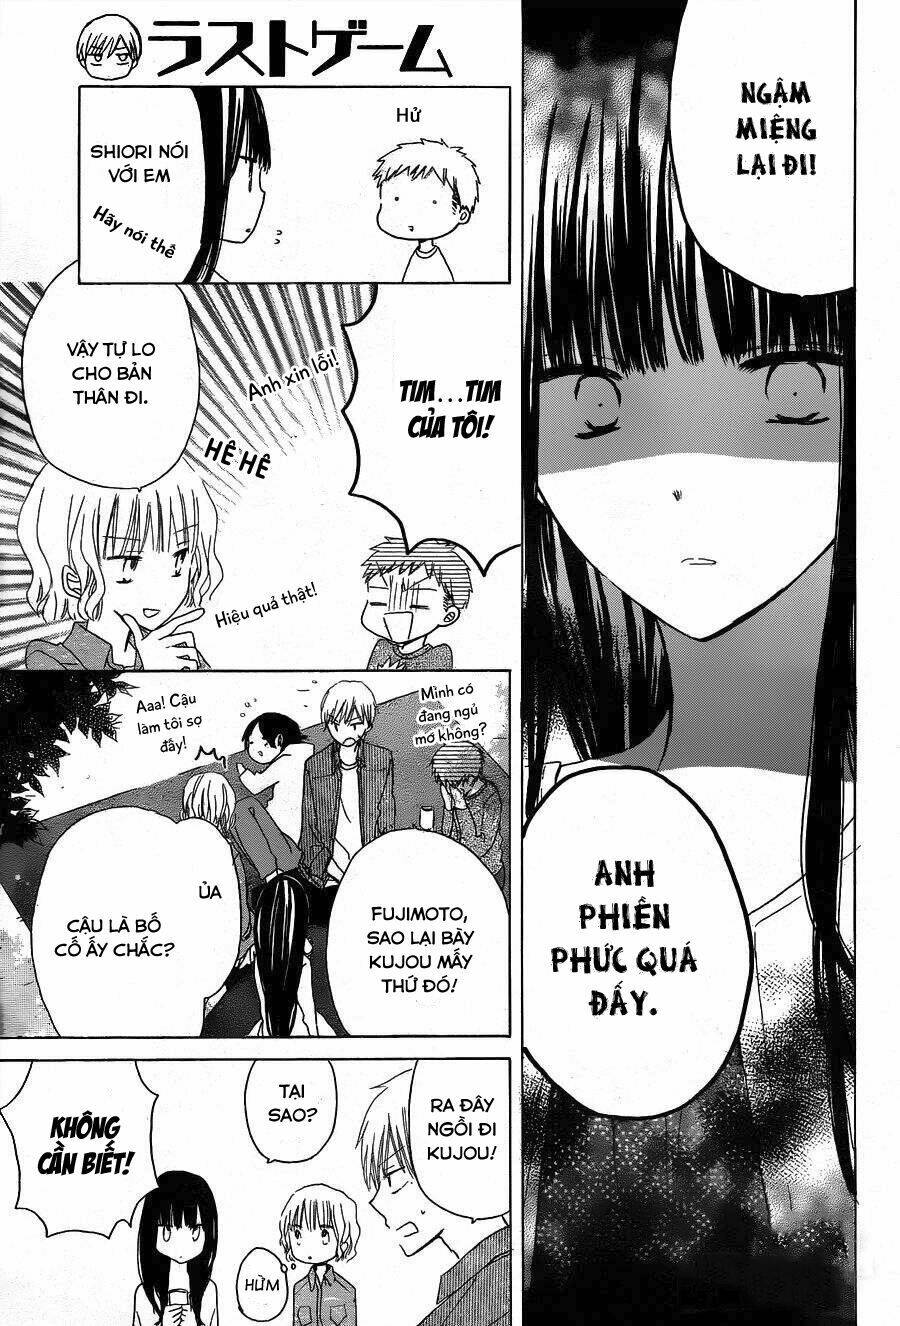 NGẬM
MIỆNG
LẠI ĐI!
ANH
PHIỀN
PHỨC QUÁ
ĐẤY.
ラストゲーム
Hử
SHIORI NÓI
VỚI EM
Hãy nói thế
TIM...TIM
CỦA TÔI!
Anh xin lỗi!
VẬY TỰ LO
CHO BẢN
THÂN ĐI.
HÊ HÊ
Hiệu quả thật!
Mình có
đang ngủ
mơ không?
Aaa! Cậu
làm tôi sợ
đấy!
FUJIMOTO,
SAO LẠI BÀY
KUJOU MẤY
THỨ ĐÓ!
ỦA
CẬU LÀ BỐ
CỐ ẤY CHẮC?
RA ĐÂY
NGỒI ĐI
KUJOU!
TẠI
SAO?
HỪM
KHÔNG
CẦN BIẾT!